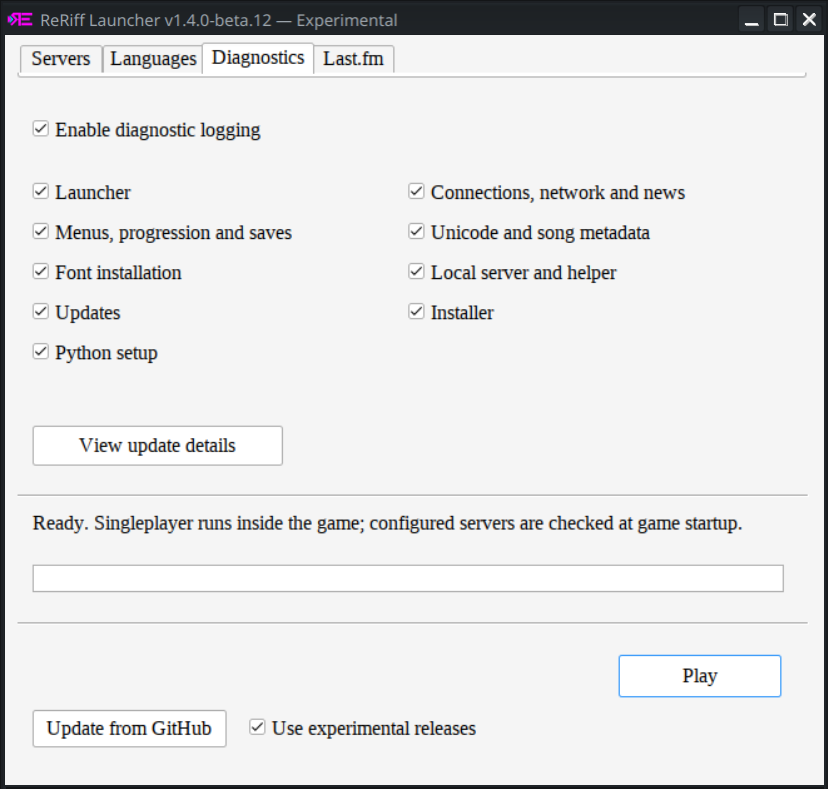 ReRiff Launcher v1.4.0-beta.12 — Experimental
Servers Languages Diagnostics Last.fm
Enable diagnostic logging
Launcher
Connections, network and news
Menus, progression and saves
Unicode and song metadata
Font installation
Local server and helper
Updates
Installer
Python setup
View update details
Ready. Singleplayer runs inside the game; configured servers are checked at game startup.
Play
Update from GitHub
Use experimental releases